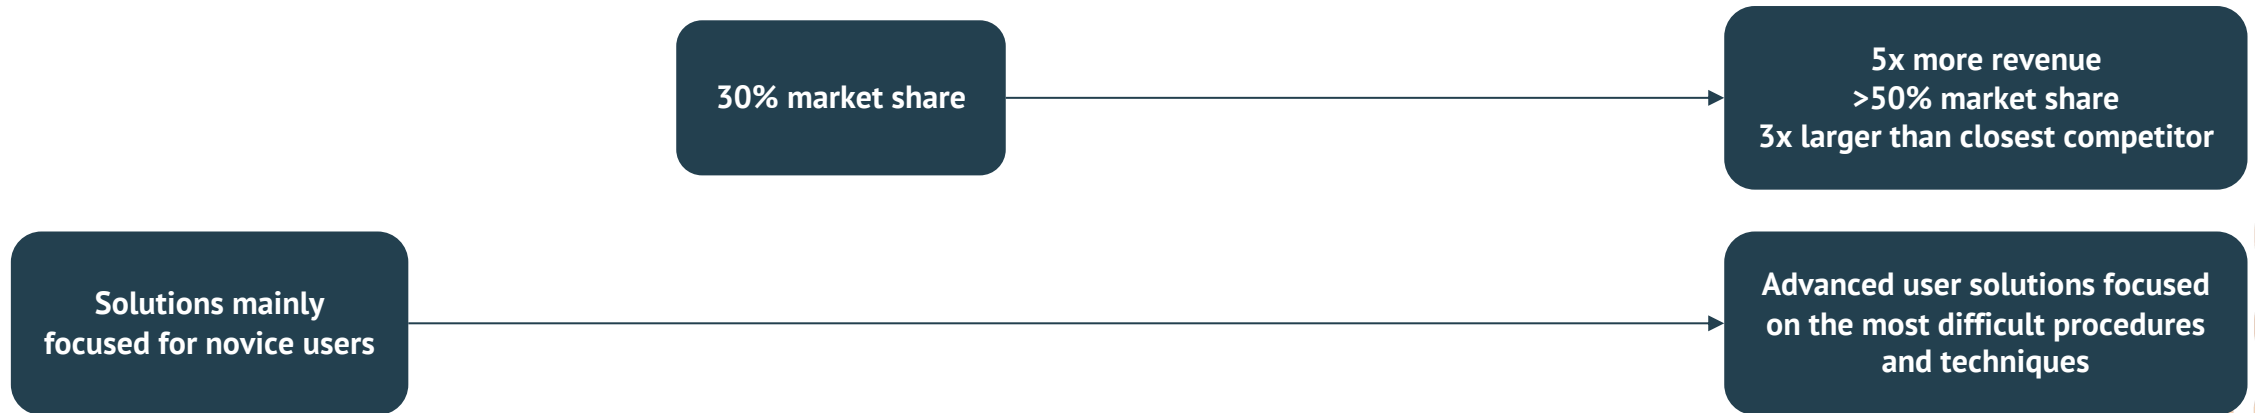 30% market share
5x more revenue
>50% market share
3x larger than closest competitor
Solutions mainly
focused for novice users
Advanced user solutions focused
on the most difficult procedures
and techniques